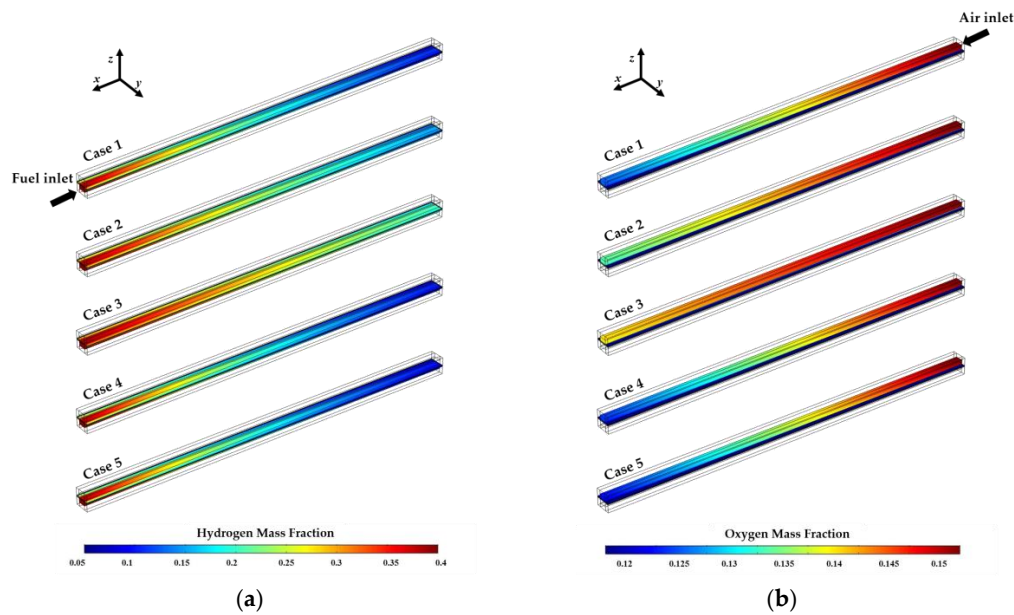 z
x
y
Case 1
Fuel inlet
Case 2
Case 3
Case 4
Case 5
Hydrogen Mass Fraction
0.05 0.1 0.15 0.2 0.25 0.3 0.35 0.4
(a)
Air inlet
z
x
y
Case 1
Case 2
Case 3
Case 4
Case 5
Oxygen Mass Fraction
0.12 0.125 0.13 0.135 0.14 0.145 0.15
(b)